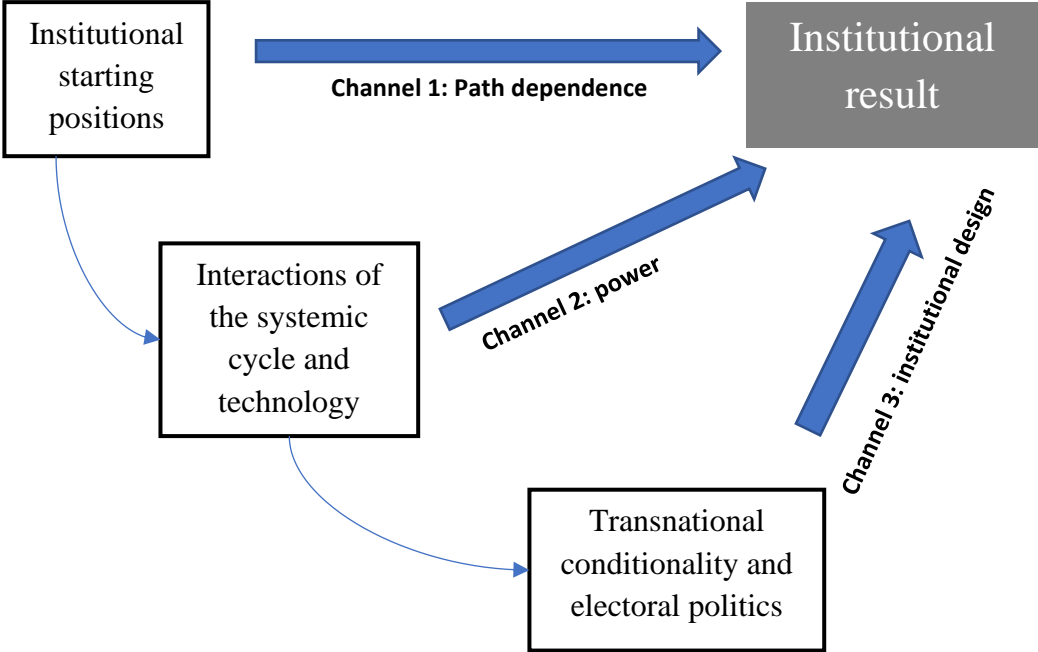 Institutional
starting
positions
Channel 1: Path dependence
Institutional
result
Interactions of
the systemic
cycle and
technology
Channel 2: power
Channel 3: institutional design
Transnational
conditionality and
electoral politics